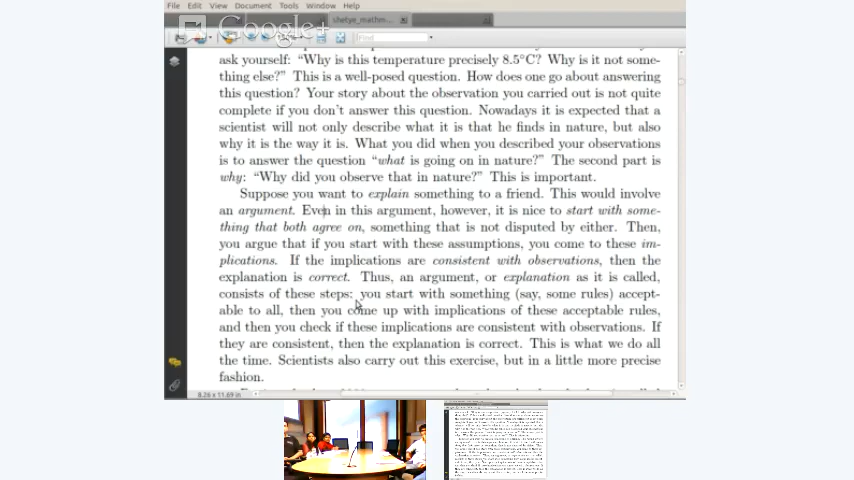 File Edit View Document Tools Window Help
Google+
shetye_mathm...
Find
ask yourself: "Why is this temperature precisely 8.5°C? Why is it not some-
thing else?" This is a well-posed question. How does one go about answering
this question? Your story about the observation you carried out is not quite
complete if you don't answer this question. Nowadays it is expected that a
scientist will not only describe what it is that he finds in nature, but also
why it is the way it is. What you did when you described your observations
is to answer the question "what is going on in nature?" The second part is
why: "Why did you observe that in nature?" This is important.
Suppose you want to explain something to a friend. This would involve
an argument. Even in this argument, however, it is nice to start with some-
thing that both agree on, something that is not disputed by either. Then,
you argue that if you start with these assumptions, you come to these im-
plications. If the implications are consistent with observations, then the
explanation is correct. Thus, an argument, or explanation as it is called,
consists of these steps: you start with something (say, some rules) accept-
able to all, then you come up with implications of these acceptable rules,
and then you check if these implications are consistent with observations. If
they are consistent, then the explanation is correct. This is what we do all
the time. Scientists also carry out this exercise, but in a little more precise
fashion.
8.26 x 11.69 in